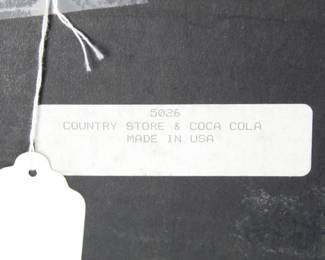 5026
COUNTRY STORE & COCA COLA
MADE IN USA